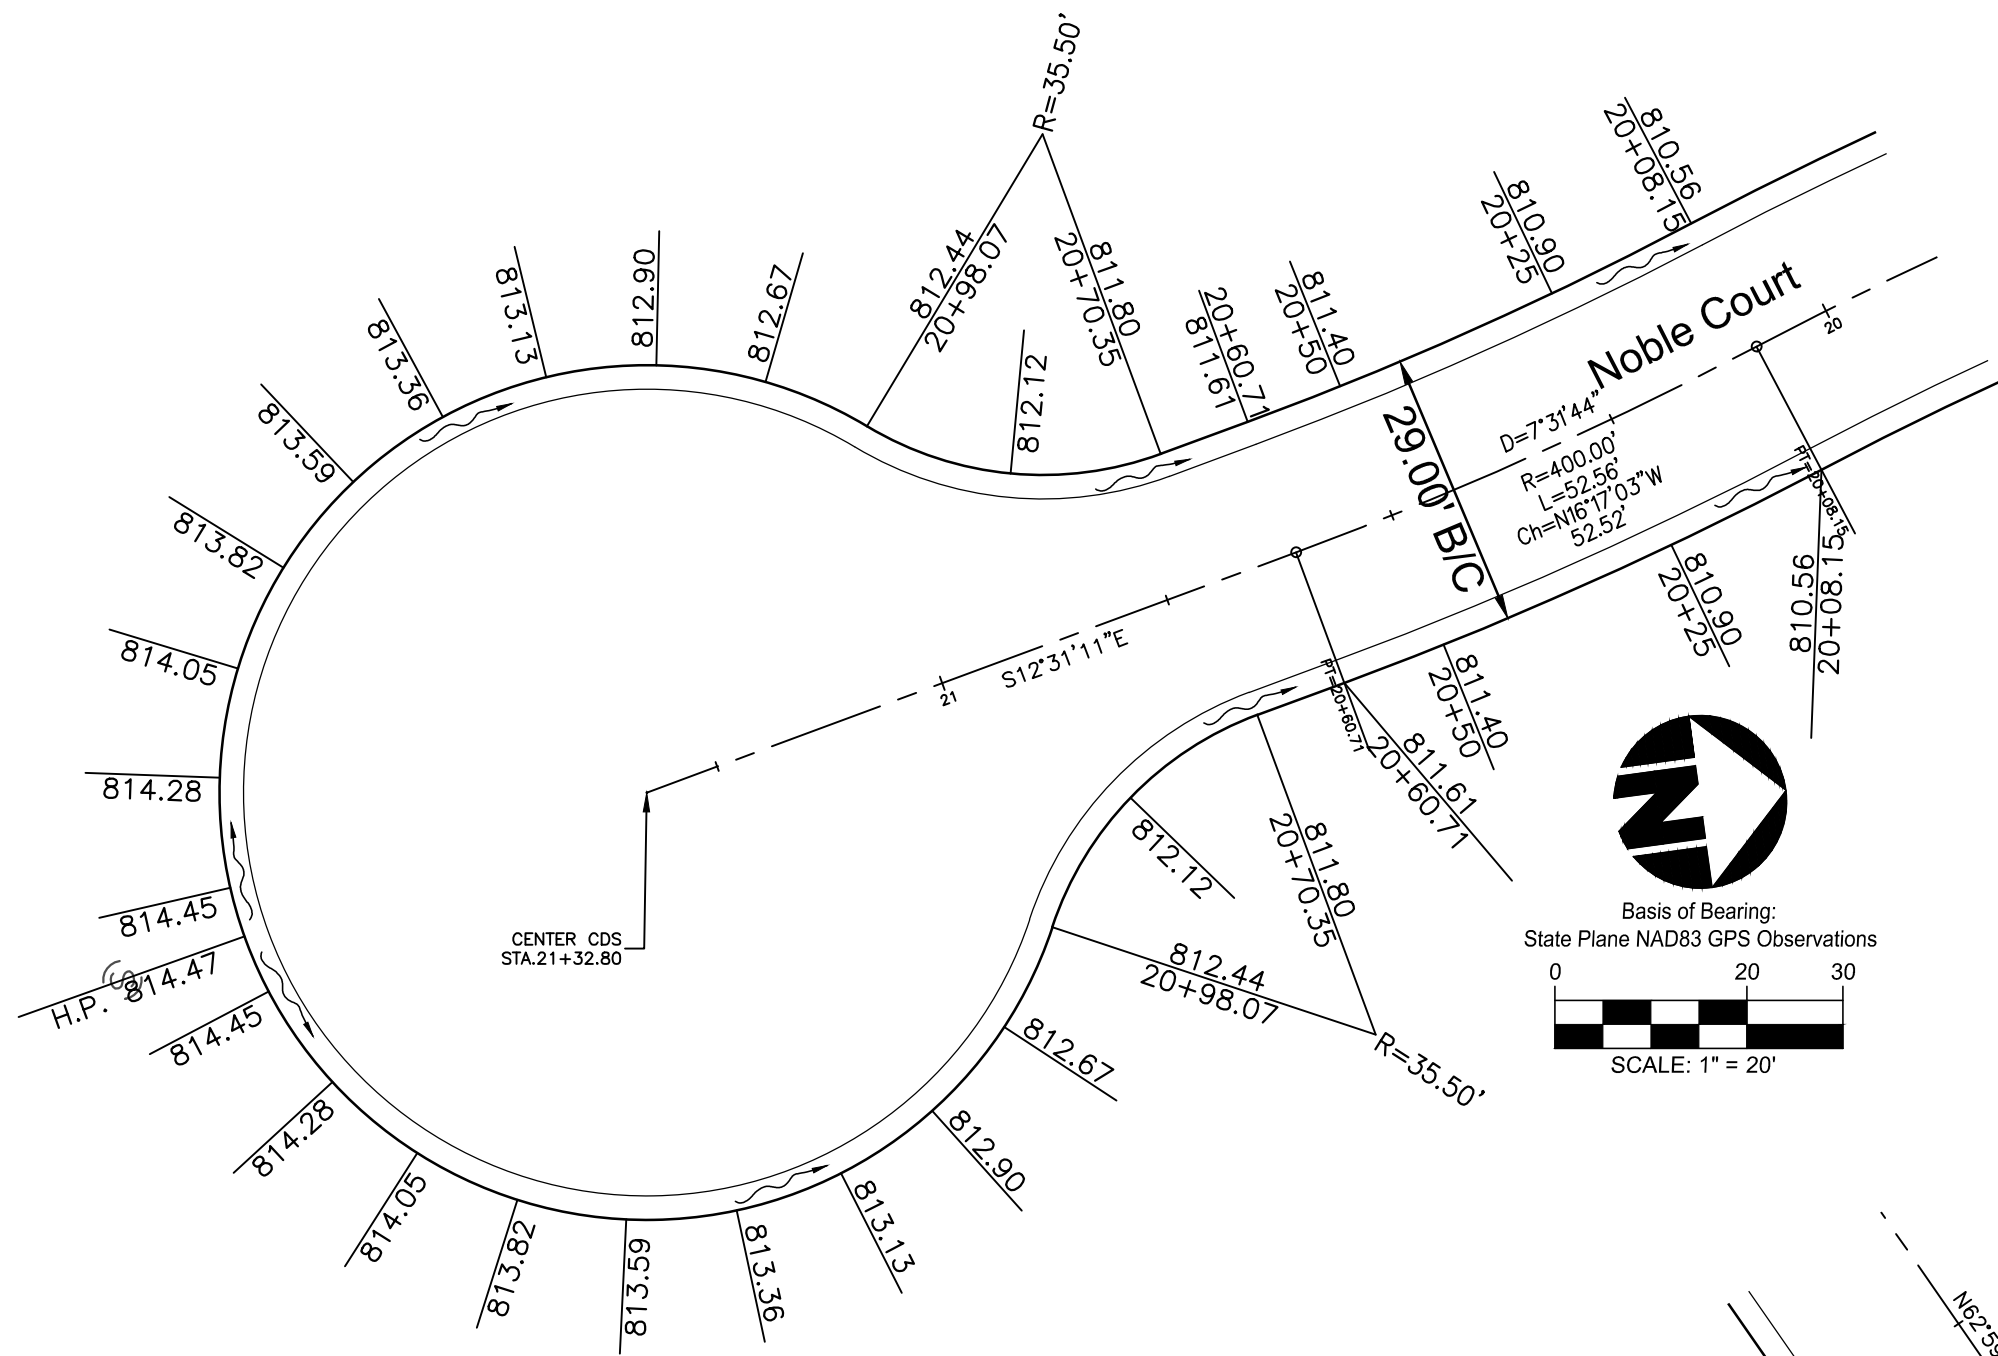 R=35.50'
810.56
20+08.15
810.90
20+25
812.44
20+98.07
811.80
20+70.35
811.40
20+50
20+60.71
811.61
812.12
812.67
812.90
813.13
813.36
813.59
813.82
814.05
814.28
814.45
H.P. 814.47
814.45
814.28
814.05
813.82
813.59
813.36
813.13
812.90
812.67
812.44
20+98.07
R=35.50'
812.12
811.80
20+70.35
811.61
20+60.71
811.40
20+50
810.90
20+25
810.56
20+08.15
Noble Court
20
D=7°31'44"
R=400.00'
L=52.56'
Ch=N16°17'03"W
52.52'
PT=20+08.15
29.00' B/C
S12°31'11"E
21
PT=20+60.71
CENTER CDS
STA.21+32.80
N
Basis of Bearing:
State Plane NAD83 GPS Observations
0 20 30
SCALE: 1" = 20'